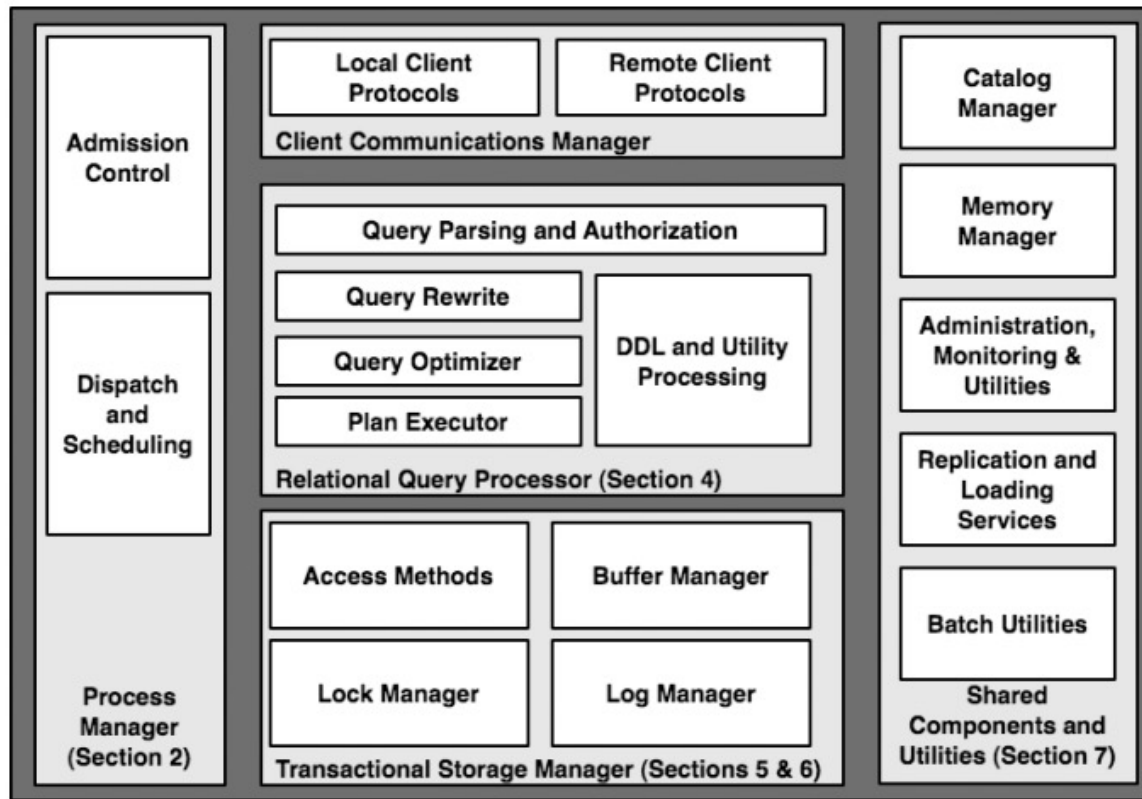 Admission
Control
Dispatch
and
Scheduling
Process
Manager
(Section 2)
Local Client
Protocols
Remote Client
Protocols
Client Communications Manager
Query Parsing and Authorization
Query Rewrite
Query Optimizer
Plan Executor
DDL and Utility
Processing
Relational Query Processor (Section 4)
Access Methods
Buffer Manager
Lock Manager
Log Manager
Transactional Storage Manager (Sections 5 & 6)
Catalog
Manager
Memory
Manager
Administration,
Monitoring &
Utilities
Replication and
Loading
Services
Batch Utilities
Shared
Components and
Utilities (Section 7)